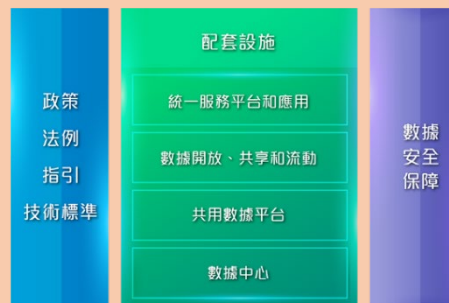 政策
法例
指引
技術標準
配套設施
統一服務平台和應用
數據開放、共享和流動
共用數據平台
數據中心
數據
安全
保障